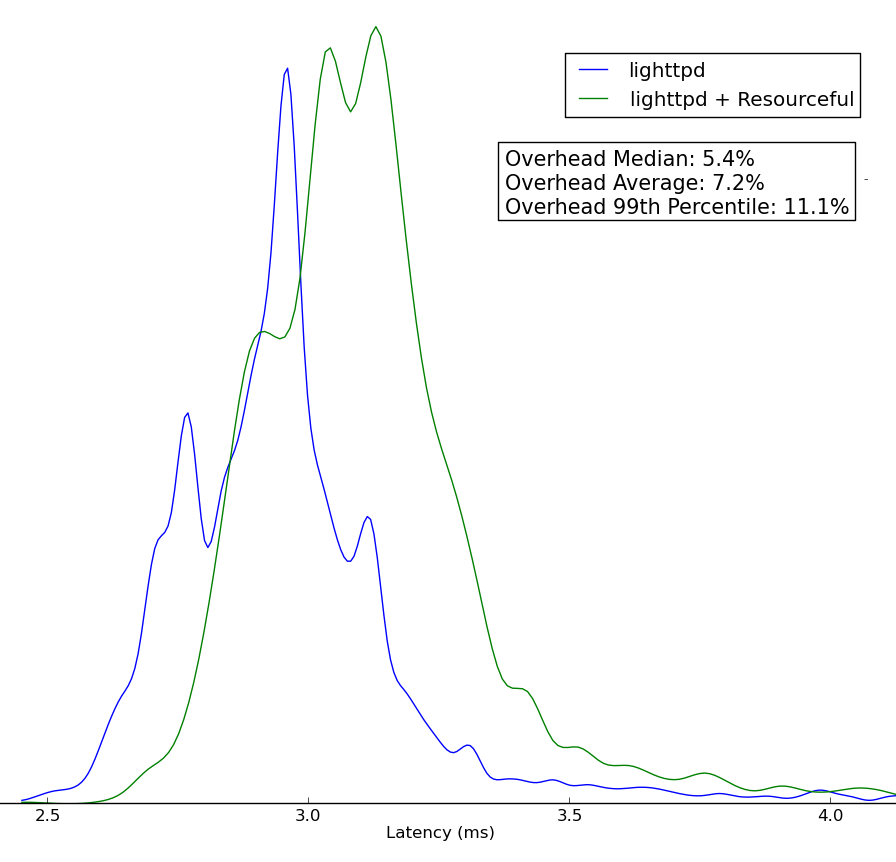 lighttpd
lighttpd + Resourceful
Overhead Median: 5.4%
Overhead Average: 7.2%
Overhead 99th Percentile: 11.1%
2.5
3.0
3.5
4.0
Latency (ms)